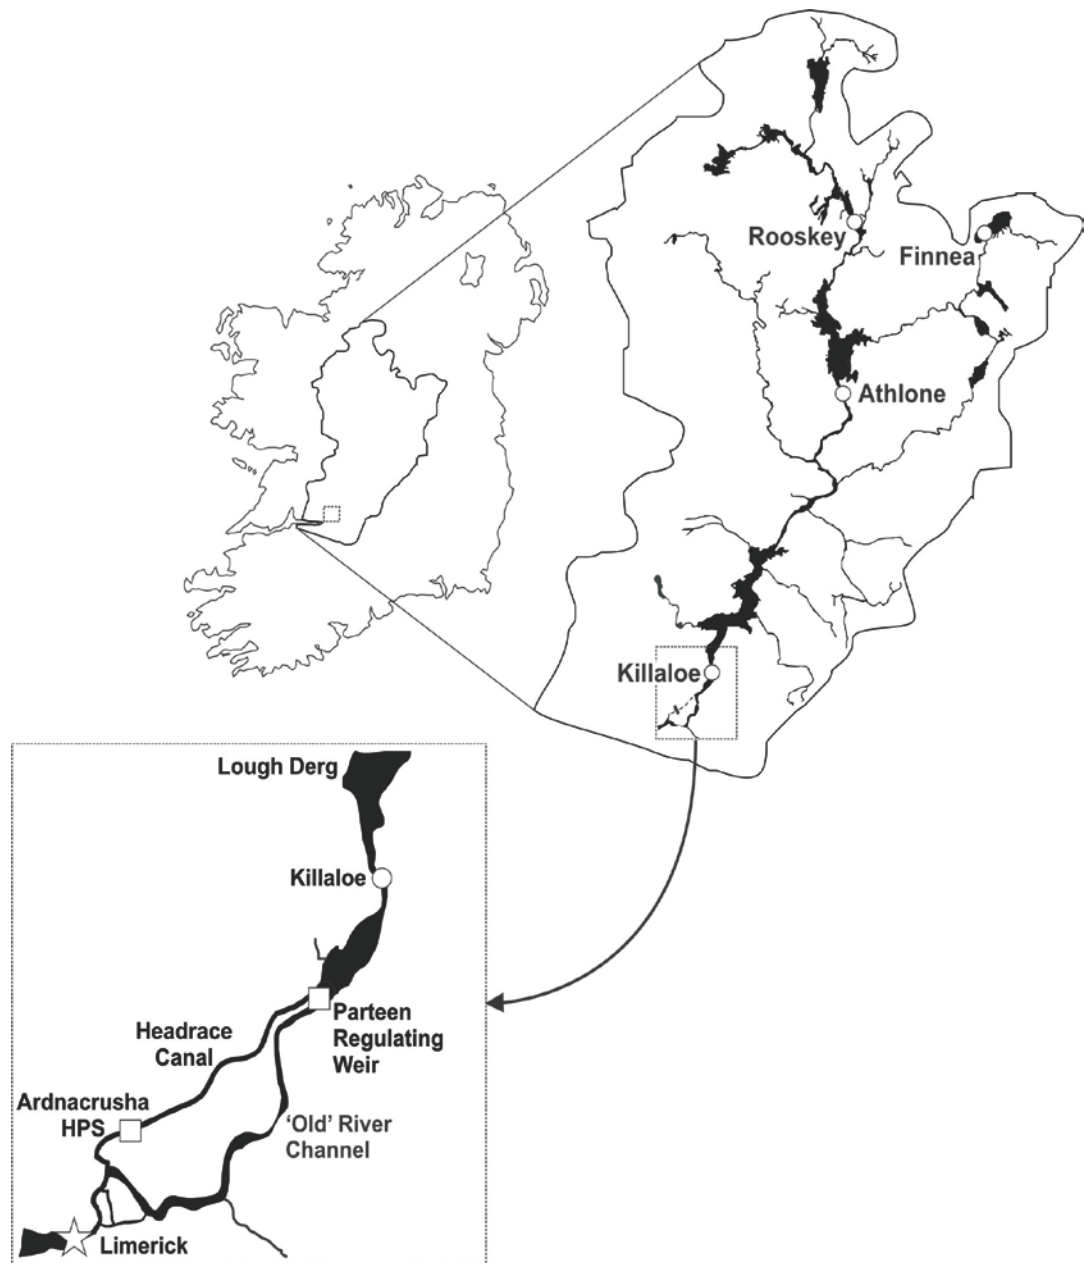 Rooskey
Finnea
Athlone
Killaloe
Lough Derg
Killaloe
Parteen
Regulating
Weir
Headrace
Canal
Ardnacrusha
HPS
‘Old’ River
Channel
Limerick